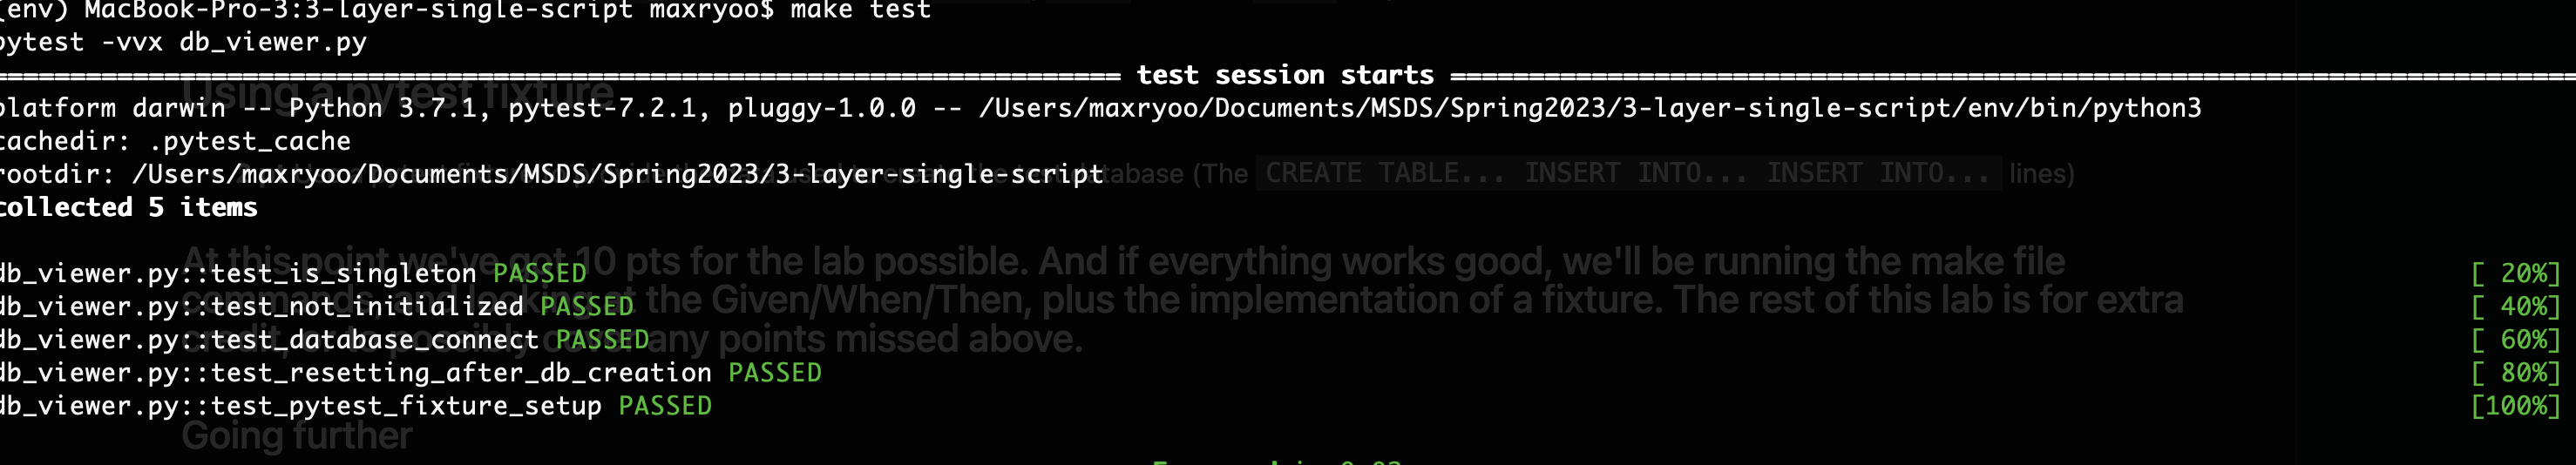 (env) MacBook-Pro-3:3-layer-single-script maxryoo$ make test
pytest -vvx db_viewer.py
============================== test session starts ==============================
Using a pytest fixture
platform darwin -- Python 3.7.1, pytest-7.2.1, pluggy-1.0.0 -- /Users/maxryoo/Documents/MSDS/Spring2023/3-layer-single-script/env/bin/python3
cachedir: .pytest_cache
rootdir: /Users/maxryoo/Documents/MSDS/Spring2023/3-layer-single-script
database (The CREATE TABLE... INSERT INTO... INSERT INTO... lines)
collected 5 items
At this point we've got 10 pts for the lab possible. And if everything works good, we'll be running the make file
db_viewer.py::test_is_singleton PASSED [ 20%]
at the Given/When/Then, plus the implementation of a fixture. The rest of this lab is for extra
db_viewer.py::test_not_initialized PASSED [ 40%]
credit, or to possibly cover any points missed above.
db_viewer.py::test_database_connect PASSED [ 60%]
db_viewer.py::test_resetting_after_db_creation PASSED [ 80%]
db_viewer.py::test_pytest_fixture_setup PASSED [100%]
Going further